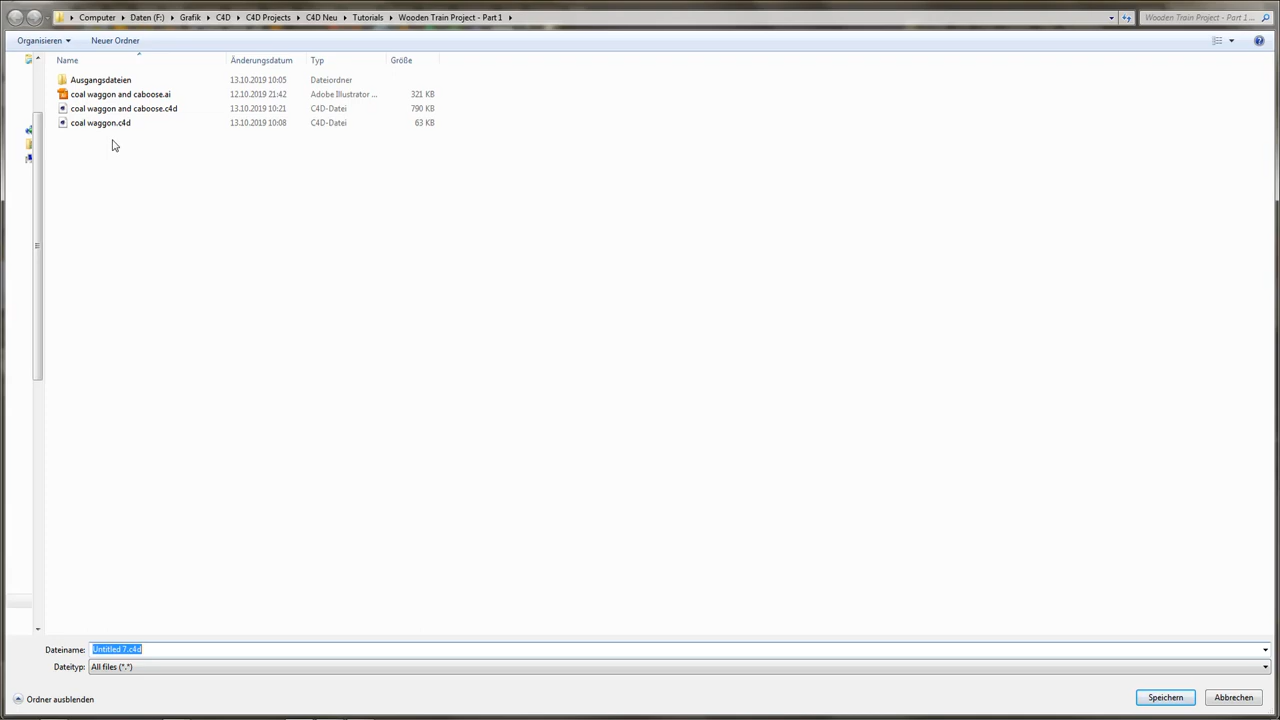 Computer ▸ Daten (F:) ▸ Grafik ▸ C4D ▸ C4D Projects ▸ C4D Neu ▸ Tutorials ▸ Wooden Train Project - Part 1 ▸
Wooden Train Project - Part 1 ...
Organisieren ▾ Neuer Ordner
Name Änderungsdatum Typ Größe
Ausgangsdateien 13.10.2019 10:05 Dateiordner
coal waggon and caboose.ai 12.10.2019 21:42 Adobe Illustrator ... 321 KB
coal waggon and caboose.c4d 13.10.2019 10:21 C4D-Datei 790 KB
coal waggon.c4d 13.10.2019 10:08 C4D-Datei 63 KB
Dateiname: Untitled 7.c4d
Dateityp: All files (*.*)
Ordner ausblenden Speichern Abbrechen